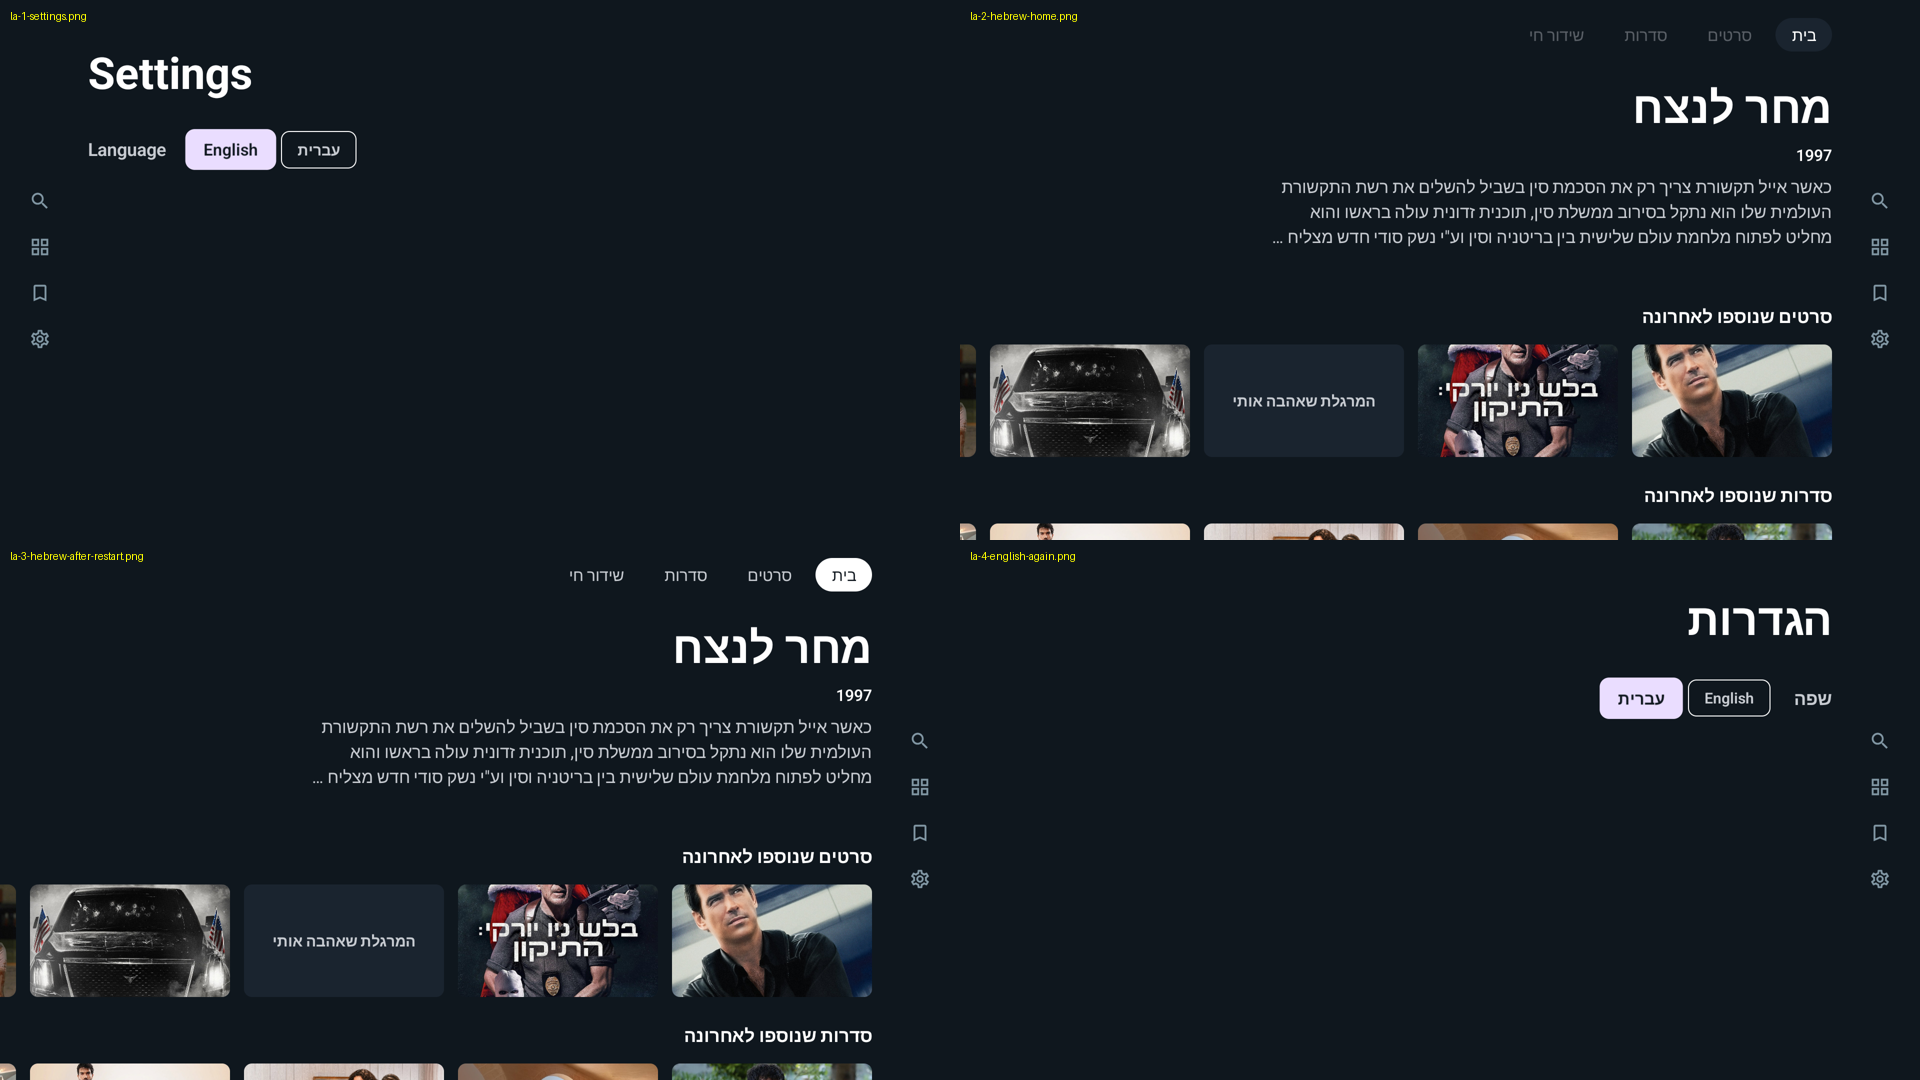 la-1-settings.png
Settings
Language English עברית
la-2-hebrew-home.png
בית סרטים סדרות שידור חי
מחר לנצח
1997
כאשר אייל תקשורת צריך רק את הסכמת סין בשביל להשלים את רשת התקשורת
העולמית שלו הוא נתקל בסירוב ממשלת סין, תוכנית זדונית עולה בראשו והוא
מחליט לפתוח מלחמת עולם שלישית בין בריטניה וסין וע"י נשק סודי חדש מצליח ...
סרטים שנוספו לאחרונה
בלש ניו יורקי:
התיקון
המרגלת שאהבה אותי
סדרות שנוספו לאחרונה
la-3-hebrew-after-restart.png
בית סרטים סדרות שידור חי
מחר לנצח
1997
כאשר אייל תקשורת צריך רק את הסכמת סין בשביל להשלים את רשת התקשורת
העולמית שלו הוא נתקל בסירוב ממשלת סין, תוכנית זדונית עולה בראשו והוא
מחליט לפתוח מלחמת עולם שלישית בין בריטניה וסין וע"י נשק סודי חדש מצליח ...
סרטים שנוספו לאחרונה
בלש ניו יורקי:
התיקון
המרגלת שאהבה אותי
סדרות שנוספו לאחרונה
la-4-english-again.png
הגדרות
שפה English עברית